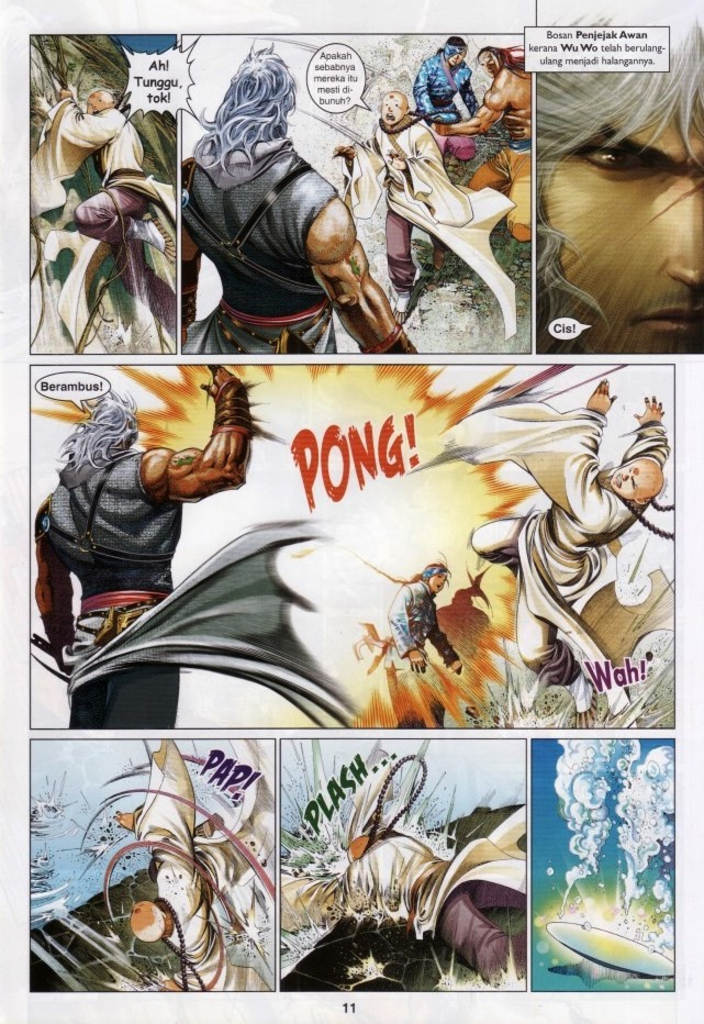 Ah!
Tunggu,
tok!
Apakah
sebabnya
mereka itu
mesti di-
bunuh?
Bosan Penjejak Awan
kerana Wu Wo telah berulang-
ulang menjadi halangannya.
Cis!
Berambus!
PONG!
Wah!
PAP!
PLASH...
11